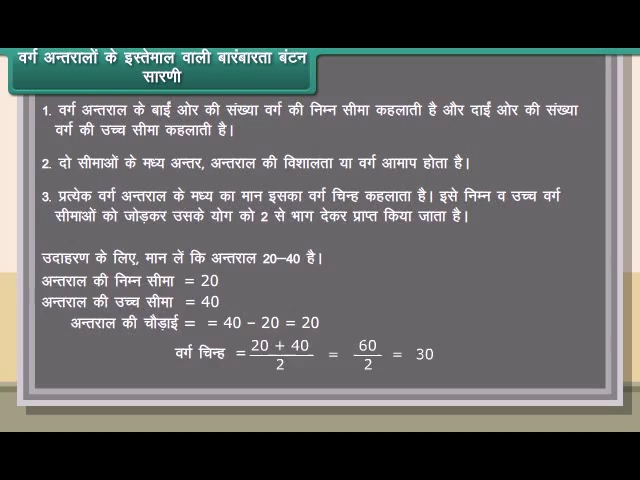 वर्ग अन्तरालों के इस्तेमाल वाली बारंबारता बंटन
सारणी
1. वर्ग अन्तराल के बाईं ओर की संख्या वर्ग की निम्न सीमा कहलाती है और दाईं ओर की संख्या
वर्ग की उच्च सीमा कहलाती है।
2. दो सीमाओं के मध्य अन्तर, अन्तराल की विशालता या वर्ग आमाप होता है।
3. प्रत्येक वर्ग अन्तराल के मध्य का मान इसका वर्ग चिन्ह कहलाता है। इसे निम्न व उच्च वर्ग
सीमाओं को जोड़कर उसके योग को 2 से भाग देकर प्राप्त किया जाता है।
उदाहरण के लिए, मान लें कि अन्तराल 20–40 है।
अन्तराल की निम्न सीमा = 20
अन्तराल की उच्च सीमा = 40
अन्तराल की चौड़ाई = = 40 – 20 = 20
वर्ग चिन्ह = (20 + 40)/2 = 60/2 = 30